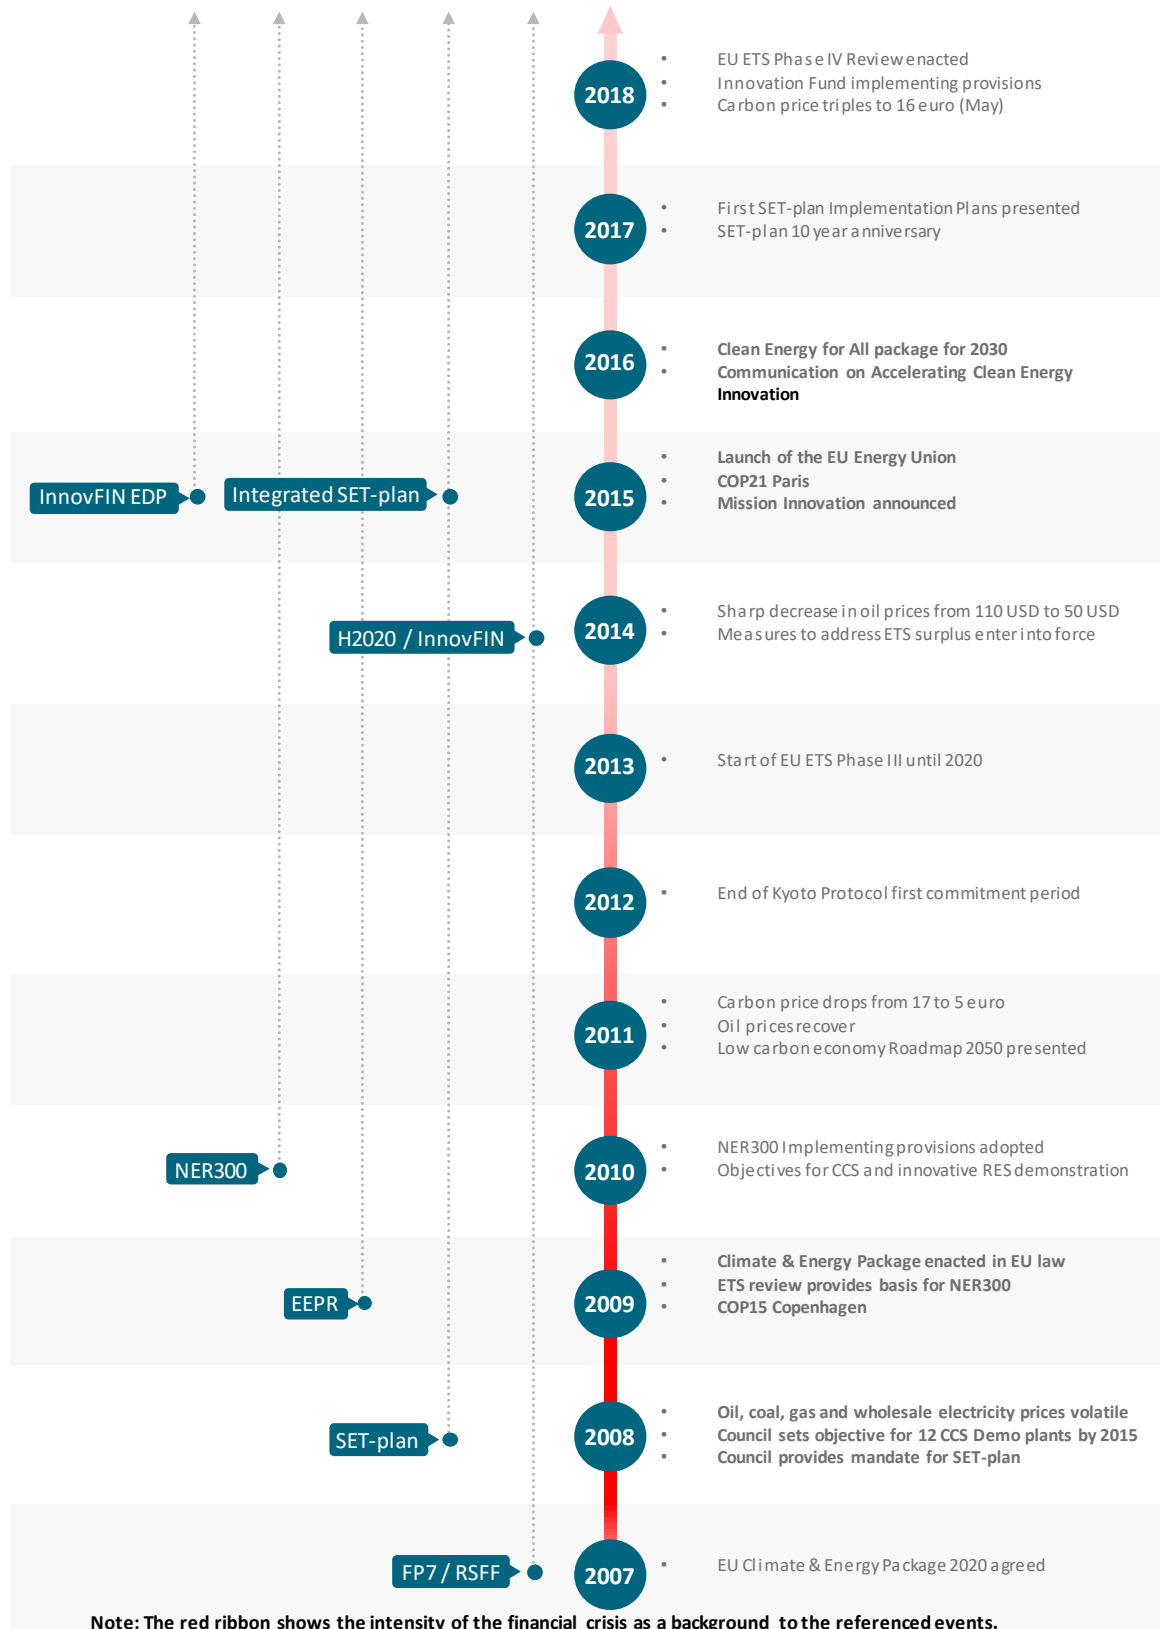 EU ETS Phase IV Review enacted
Innovation Fund implementing provisions
2018
Carbon price triples to 16 euro (May)
First SET-plan Implementation Plans presented
2017
SET-plan 10 year anniversary
Clean Energy for All package for 2030
2016
Communication on Accelerating Clean Energy
Innovation
Launch of the EU Energy Union
COP21 Paris
InnovFIN EDP
Integrated SET-plan
2015
Mission Innovation announced
Sharp decrease in oil prices from 110 USD to 50 USD
H2020 / InnovFIN
2014
Measures to address ETS surplus enter into force
2013
Start of EU ETS Phase III until 2020
2012
End of Kyoto Protocol first commitment period
Carbon price drops from 17 to 5 euro
Oil prices recover
2011
Low carbon economy Roadmap 2050 presented
NER300 Implementing provisions adopted
NER300
2010
Objectives for CCS and innovative RES demonstration
Climate & Energy Package enacted in EU law
ETS review provides basis for NER300
EEPR
2009
COP15 Copenhagen
Oil, coal, gas and wholesale electricity prices volatile
Council sets objective for 12 CCS Demo plants by 2015
SET-plan
2008
Council provides mandate for SET-plan
FP7 / RSFF
2007
EU Climate & Energy Package 2020 agreed
Note: The red ribbon shows the intensity of the financial crisis as a background to the referenced events.